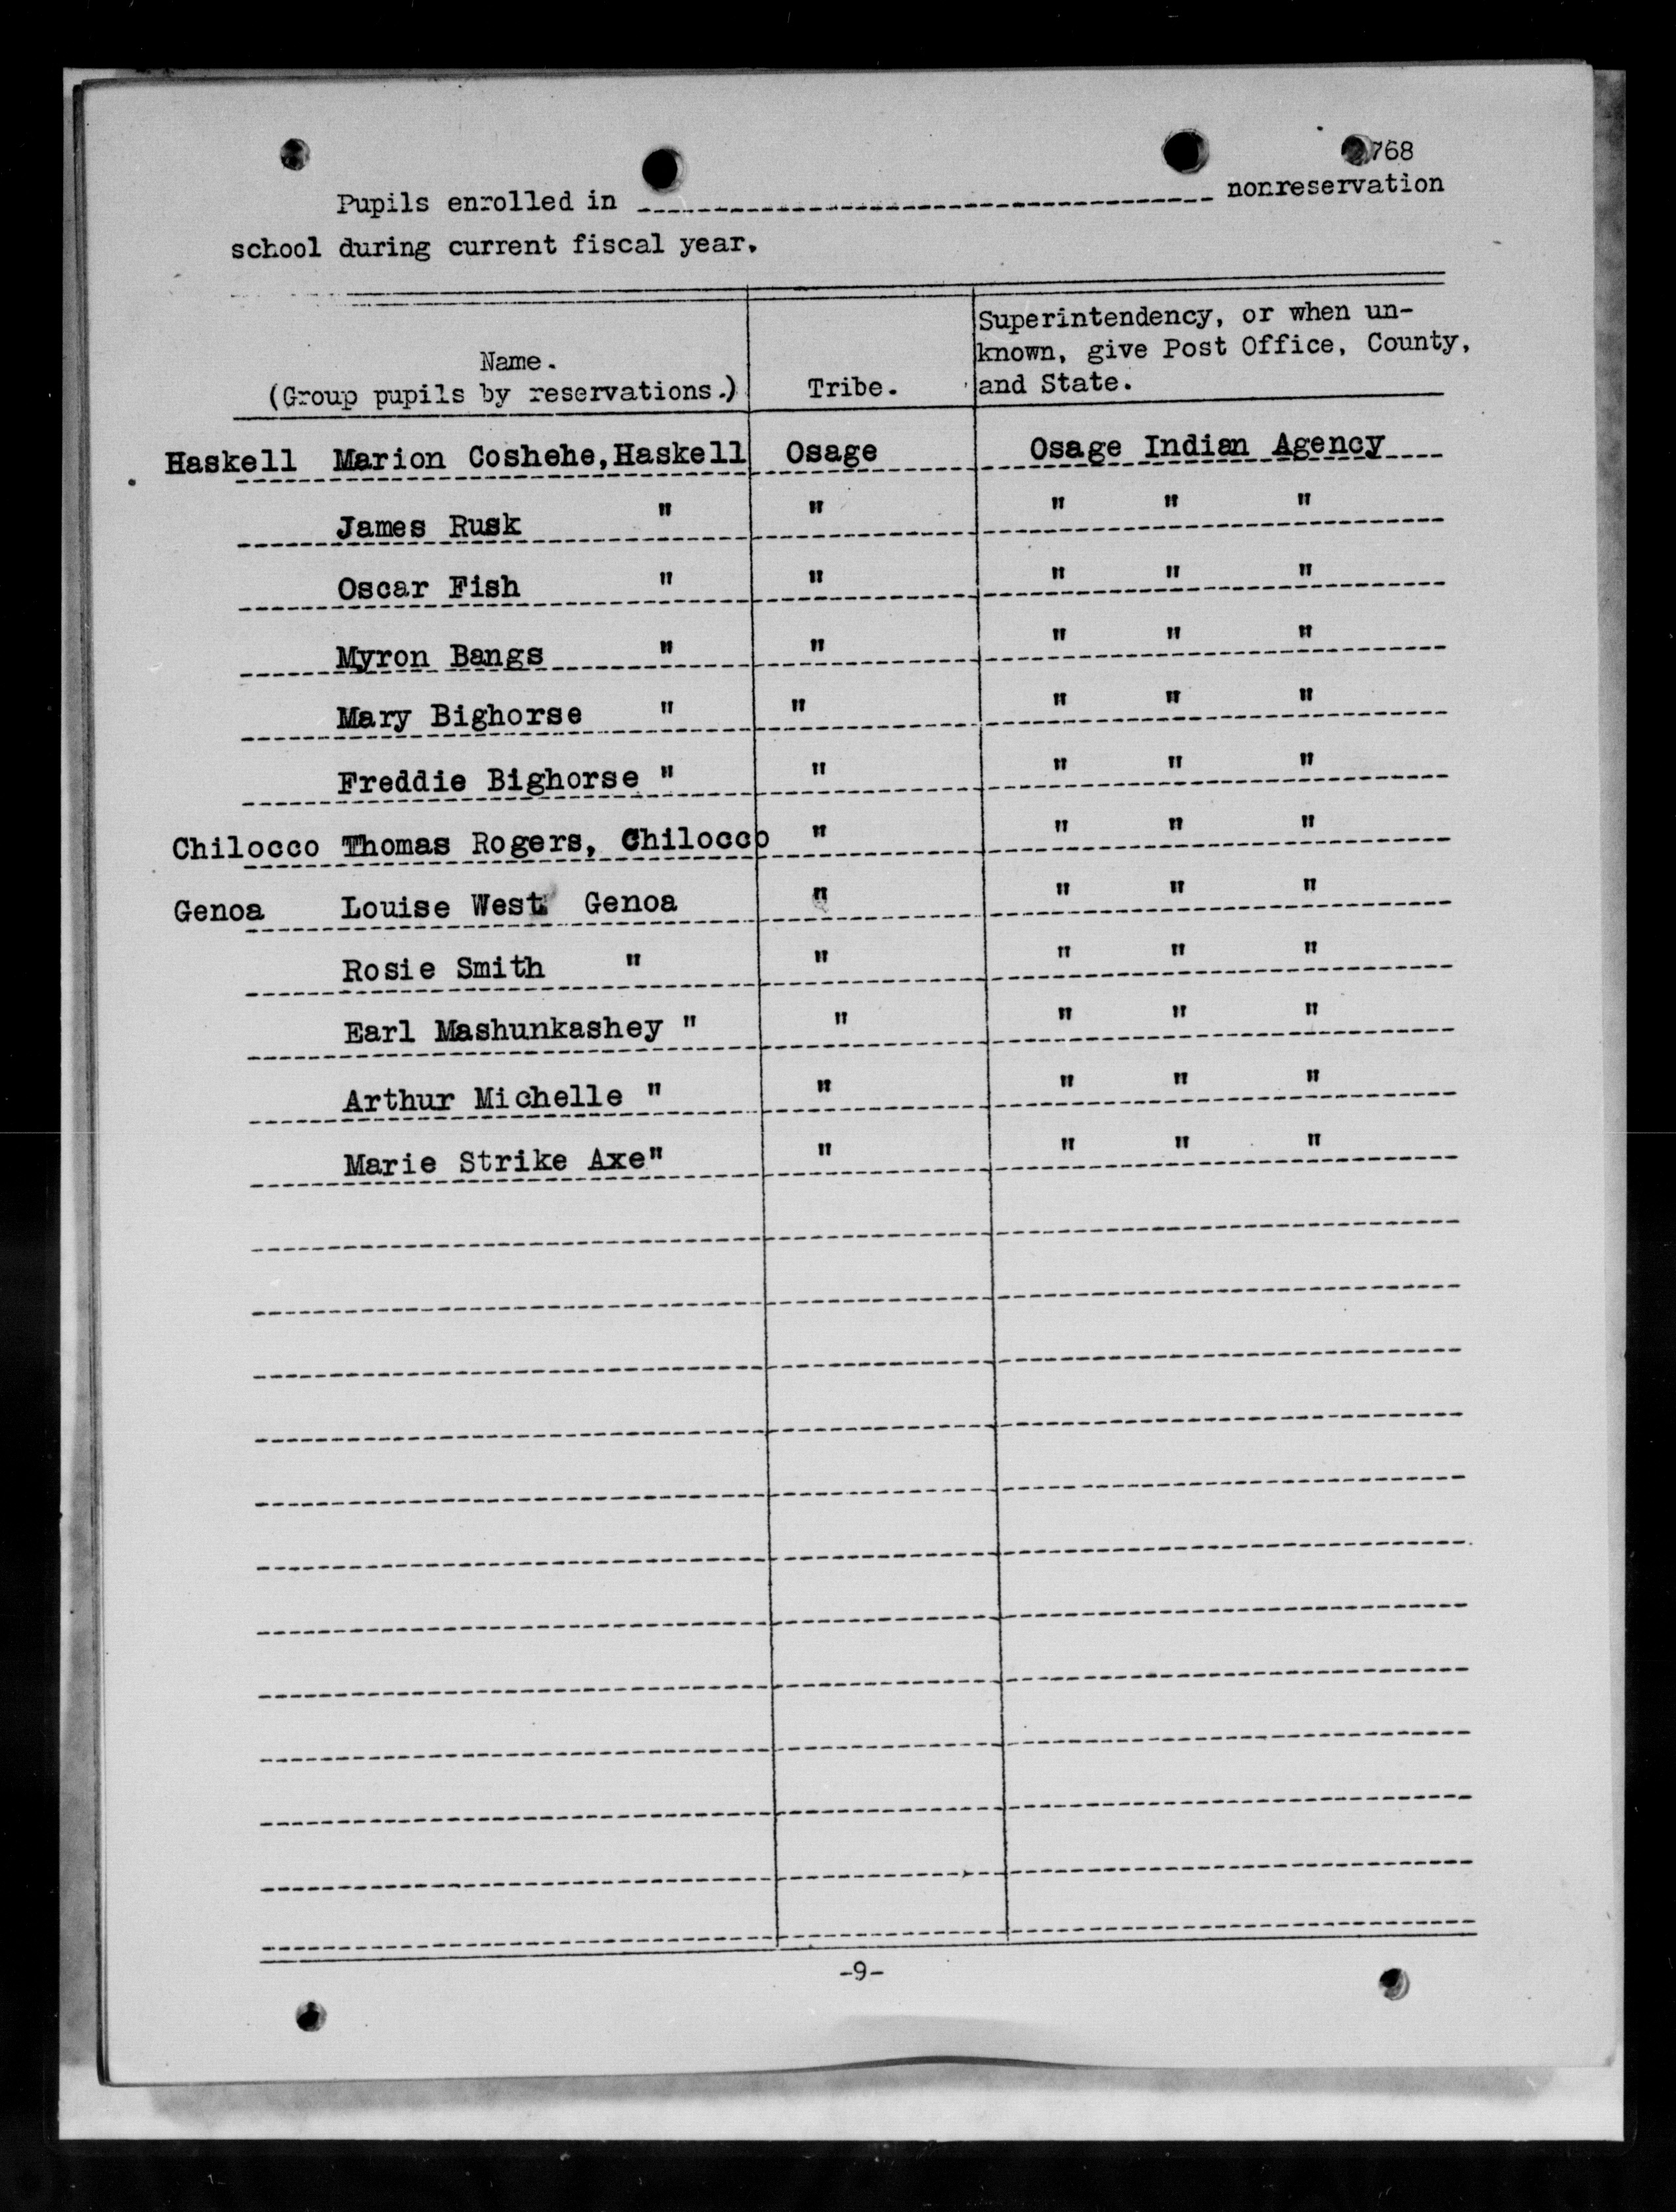 768
Pupils enrolled in nonreservation
school during current fiscal year.
Name.
(Group pupils by reservations.)
Tribe.
Superintendency, or when un-
known, give Post Office, County,
and State.
Haskell Marion Coshehe, Haskell Osage Osage Indian Agency
James Rusk " " " " "
Oscar Fish " " " " "
Myron Bangs " " " " "
Mary Bighorse " " " " "
Freddie Bighorse " " " " "
Chilocco Thomas Rogers, Chilocco " " " "
Genoa Louise West Genoa " " " "
Rosie Smith " " " " "
Earl Mashunkashey " " " " "
Arthur Michelle " " " " "
Marie Strike Axe" " " " "
-9-